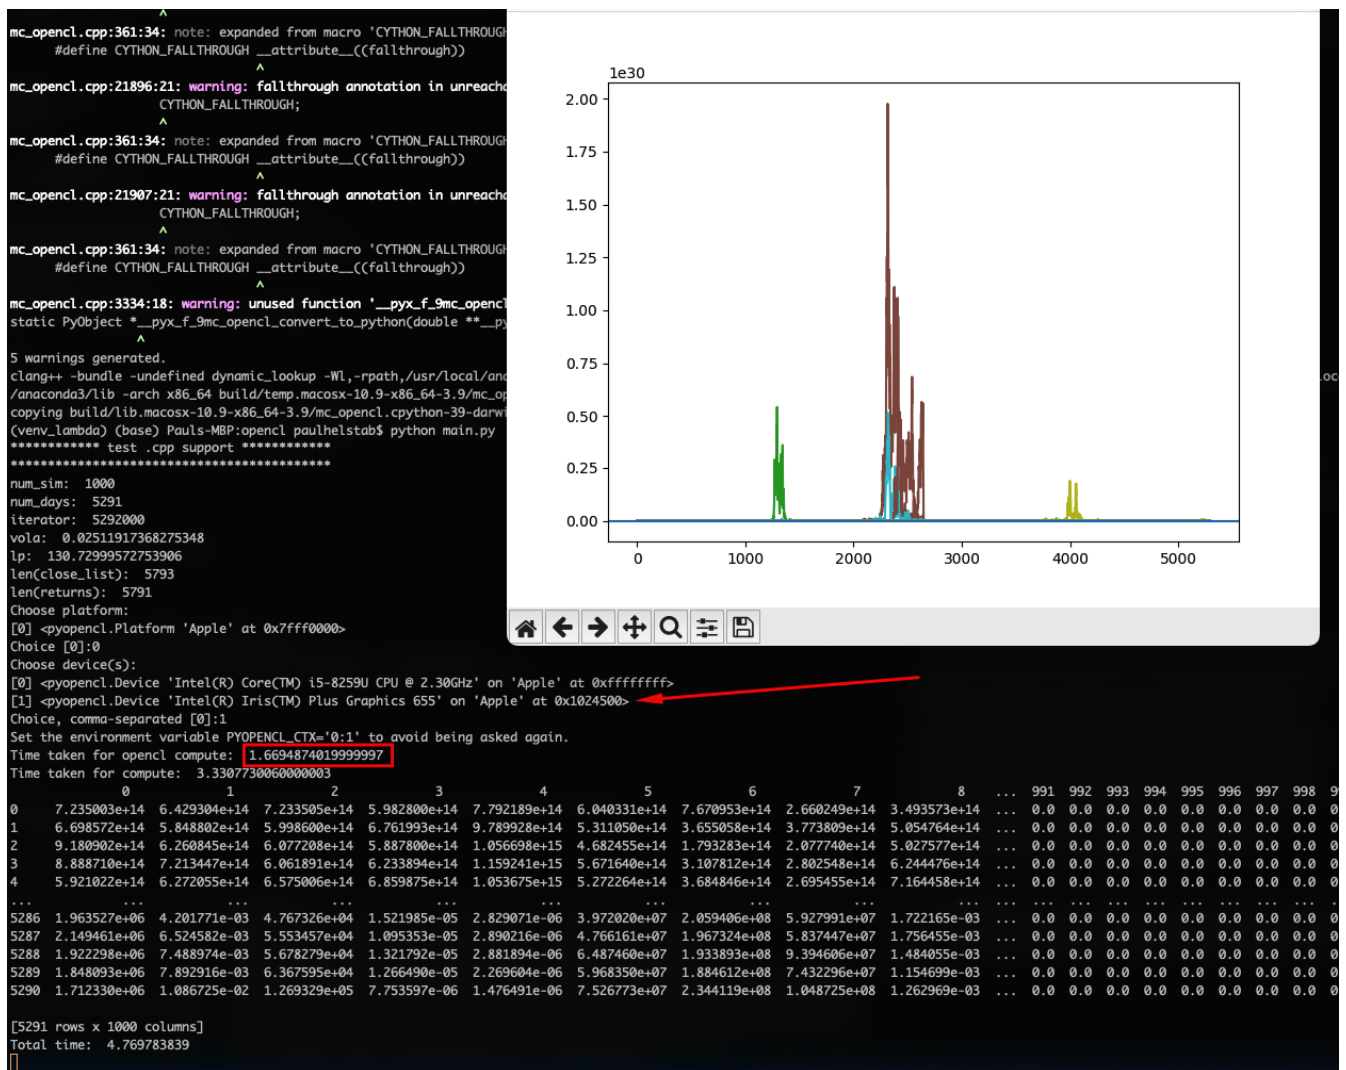 mc_opencl.cpp:361:34: note: expanded from macro 'CYTHON_FALLTHROUGH
#define CYTHON_FALLTHROUGH __attribute__((fallthrough))
^
mc_opencl.cpp:21896:21: warning: fallthrough annotation in
CYTHON_FALLTHROUGH;
^
mc_opencl.cpp:361:34: note: expanded from macro 'CYTHON_FALLTHROUGH
#define CYTHON_FALLTHROUGH __attribute__((fallthrough))
^
mc_opencl.cpp:21907:21: warning: fallthrough annotation in
CYTHON_FALLTHROUGH;
^
mc_opencl.cpp:361:34: note: expanded from macro 'CYTHON_FALLTHROUGH
#define CYTHON_FALLTHROUGH __attribute__((fallthrough))
^
mc_opencl.cpp:3334:18: warning: unused function '__pyx_f_9mc_opencl
static PyObject *__pyx_f_9mc_opencl_convert_to_python(double **__py
^
5 warnings generated.
clang++ -bundle -undefined dynamic_lookup -Wl,-rpath,/usr/local/ana
/anaconda3/lib -arch x86_64 build/temp.macosx-10.9-x86_64-3.9/mc_op
copying build/lib.macosx-10.9-x86_64-3.9/mc_opencl.cpython-39-darwi
(venv_lambda) (base) Pauls-MBP:opencl paulhelstab$ python main.py
************ test .cpp support ************
*******************************************
num_sim:  1000
num_days:  5291
iterator:  5292000
vola:  0.02511917368275348
lp:  130.72999572753906
len(close_list):  5793
len(returns):  5791
Choose platform:
[0] <pyopencl.Platform 'Apple' at 0x7fff0000>
Choice [0]:0
Choose device(s):
[0] <pyopencl.Device 'Intel(R) Core(TM) i5-8259U CPU @ 2.30GHz' on 'Apple' at 0xffffffff>
[1] <pyopencl.Device 'Intel(R) Iris(TM) Plus Graphics 655' on 'Apple' at 0x1024500>
Choice, comma-separated [0]:1
Set the environment variable PYOPENCL_CTX='0:1' to avoid being asked again.
Time taken for opencl compute:  1.6694874019999997
Time taken for compute:  3.3307730060000003
0 1 2 3 4 5 6 7 8 ... 991 992 993 994 995 996 997 998 9
0 7.235003e+14 6.429304e+14 7.233505e+14 5.982800e+14 7.792189e+14 6.040331e+14 7.670953e+14 2.660249e+14 3.493573e+14 ... 0.0 0.0 0.0 0.0 0.0 0.0 0.0 0.0 0
1 6.698572e+14 5.848802e+14 5.998600e+14 6.761993e+14 9.789928e+14 5.311050e+14 3.655058e+14 3.773809e+14 5.054764e+14 ... 0.0 0.0 0.0 0.0 0.0 0.0 0.0 0.0 0
2 9.180902e+14 6.260845e+14 6.077208e+14 5.887800e+14 1.056698e+15 4.682455e+14 1.793283e+14 2.077740e+14 5.027577e+14 ... 0.0 0.0 0.0 0.0 0.0 0.0 0.0 0.0 0
3 8.888710e+14 7.213447e+14 6.061891e+14 6.233894e+14 1.159241e+15 5.671640e+14 3.107812e+14 2.802548e+14 6.244476e+14 ... 0.0 0.0 0.0 0.0 0.0 0.0 0.0 0.0 0
4 5.921022e+14 6.272055e+14 6.575006e+14 6.859875e+14 1.053675e+15 5.272264e+14 3.684846e+14 2.695455e+14 7.164458e+14 ... 0.0 0.0 0.0 0.0 0.0 0.0 0.0 0.0 0
... ... ... ... ... ... ... ... ... ... ... ... ... ... ... ... ... ... ... .
5286 1.963527e+06 4.201771e-03 4.767326e+04 1.521985e-05 2.829071e-06 3.972020e+07 2.059406e+08 5.927991e+07 1.722165e-03 ... 0.0 0.0 0.0 0.0 0.0 0.0 0.0 0.0 0
5287 2.149461e+06 6.524582e-03 5.553457e+04 1.095353e-05 2.890216e-06 4.766161e+07 1.967324e+08 5.837447e+07 1.756455e-03 ... 0.0 0.0 0.0 0.0 0.0 0.0 0.0 0.0 0
5288 1.922298e+06 7.488974e-03 5.678279e+04 1.321792e-05 2.881894e-06 6.487460e+07 1.933893e+08 9.394606e+07 1.484055e-03 ... 0.0 0.0 0.0 0.0 0.0 0.0 0.0 0.0 0
5289 1.848093e+06 7.892916e-03 6.367595e+04 1.266490e-05 2.269604e-06 5.968350e+07 1.884612e+08 7.432296e+07 1.154699e-03 ... 0.0 0.0 0.0 0.0 0.0 0.0 0.0 0.0 0
5290 1.712330e+06 1.086725e-02 1.269329e+05 7.753597e-06 1.476491e-06 7.526773e+07 2.344119e+08 1.048725e+08 1.262969e-03 ... 0.0 0.0 0.0 0.0 0.0 0.0 0.0 0.0 0
[5291 rows x 1000 columns]
Total time:  4.769783839
1e30
2.00
1.75
1.50
1.25
1.00
0.75
0.50
0.25
0.00
0 1000 2000 3000 4000 5000